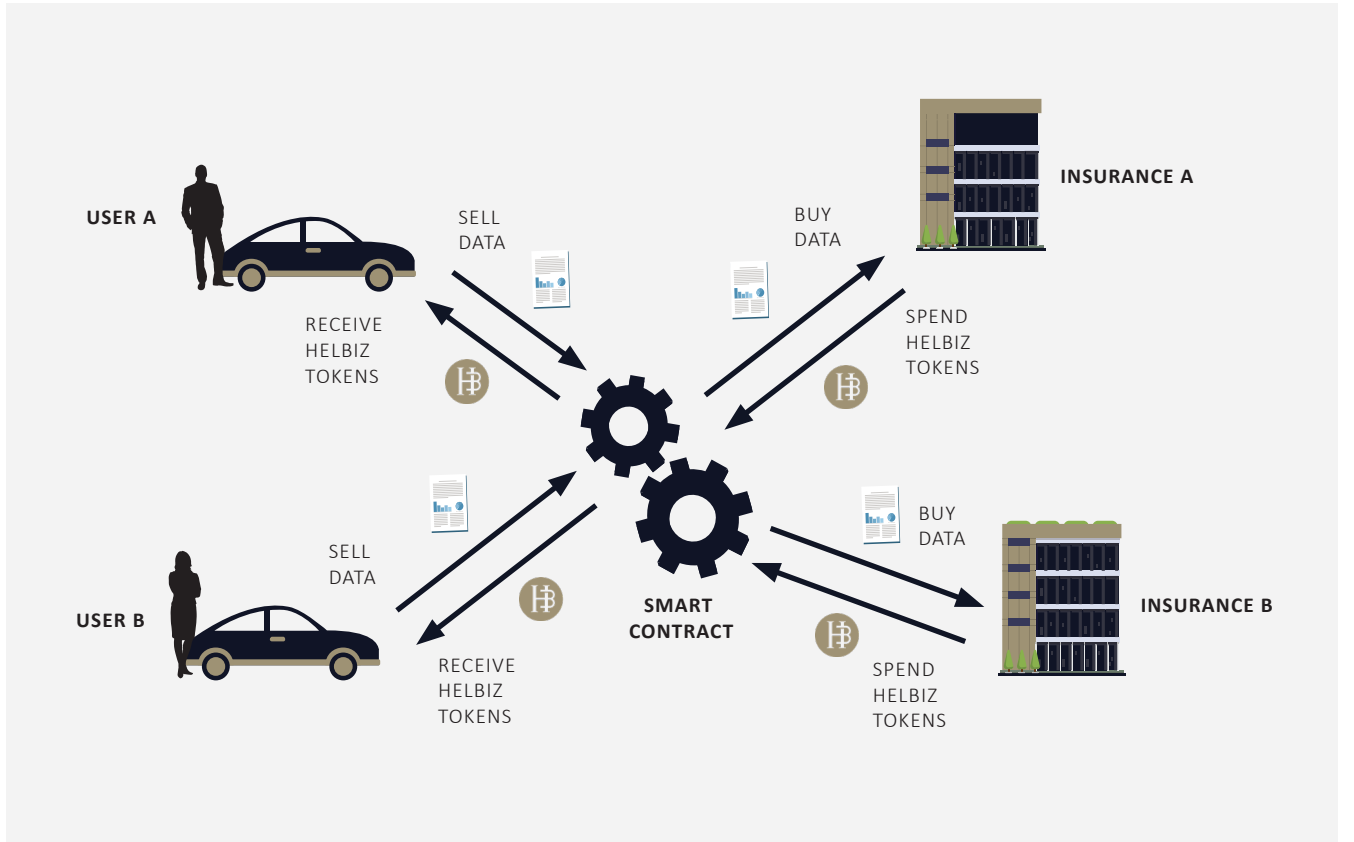 USER A
SELL
DATA
RECEIVE
HELBIZ
TOKENS
BUY
DATA
INSURANCE A
SPEND
HELBIZ
TOKENS
USER B
SELL
DATA
RECEIVE
HELBIZ
TOKENS
SMART
CONTRACT
BUY
DATA
INSURANCE B
SPEND
HELBIZ
TOKENS